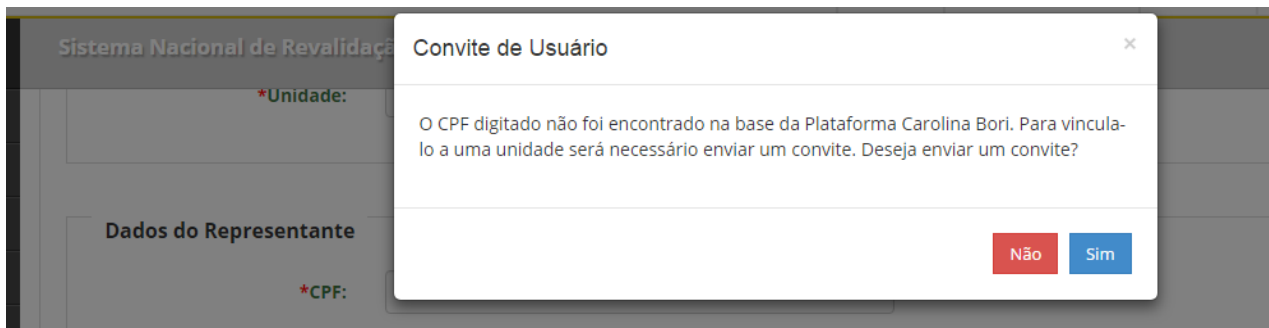 Sistema Nacional de Revalidaçã
Convite de Usuário
×
*Unidade:
O CPF digitado não foi encontrado na base da Plataforma Carolina Bori. Para vincula-
lo a uma unidade será necessário enviar um convite. Deseja enviar um convite?
Dados do Representante
Não
Sim
*CPF: